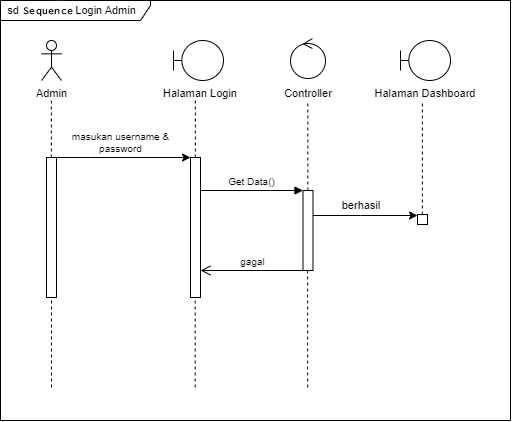 sd Sequence Login Admin
Admin
Halaman Login
Controller
Halaman Dashboard
masukan username &
password
Get Data()
berhasil
gagal